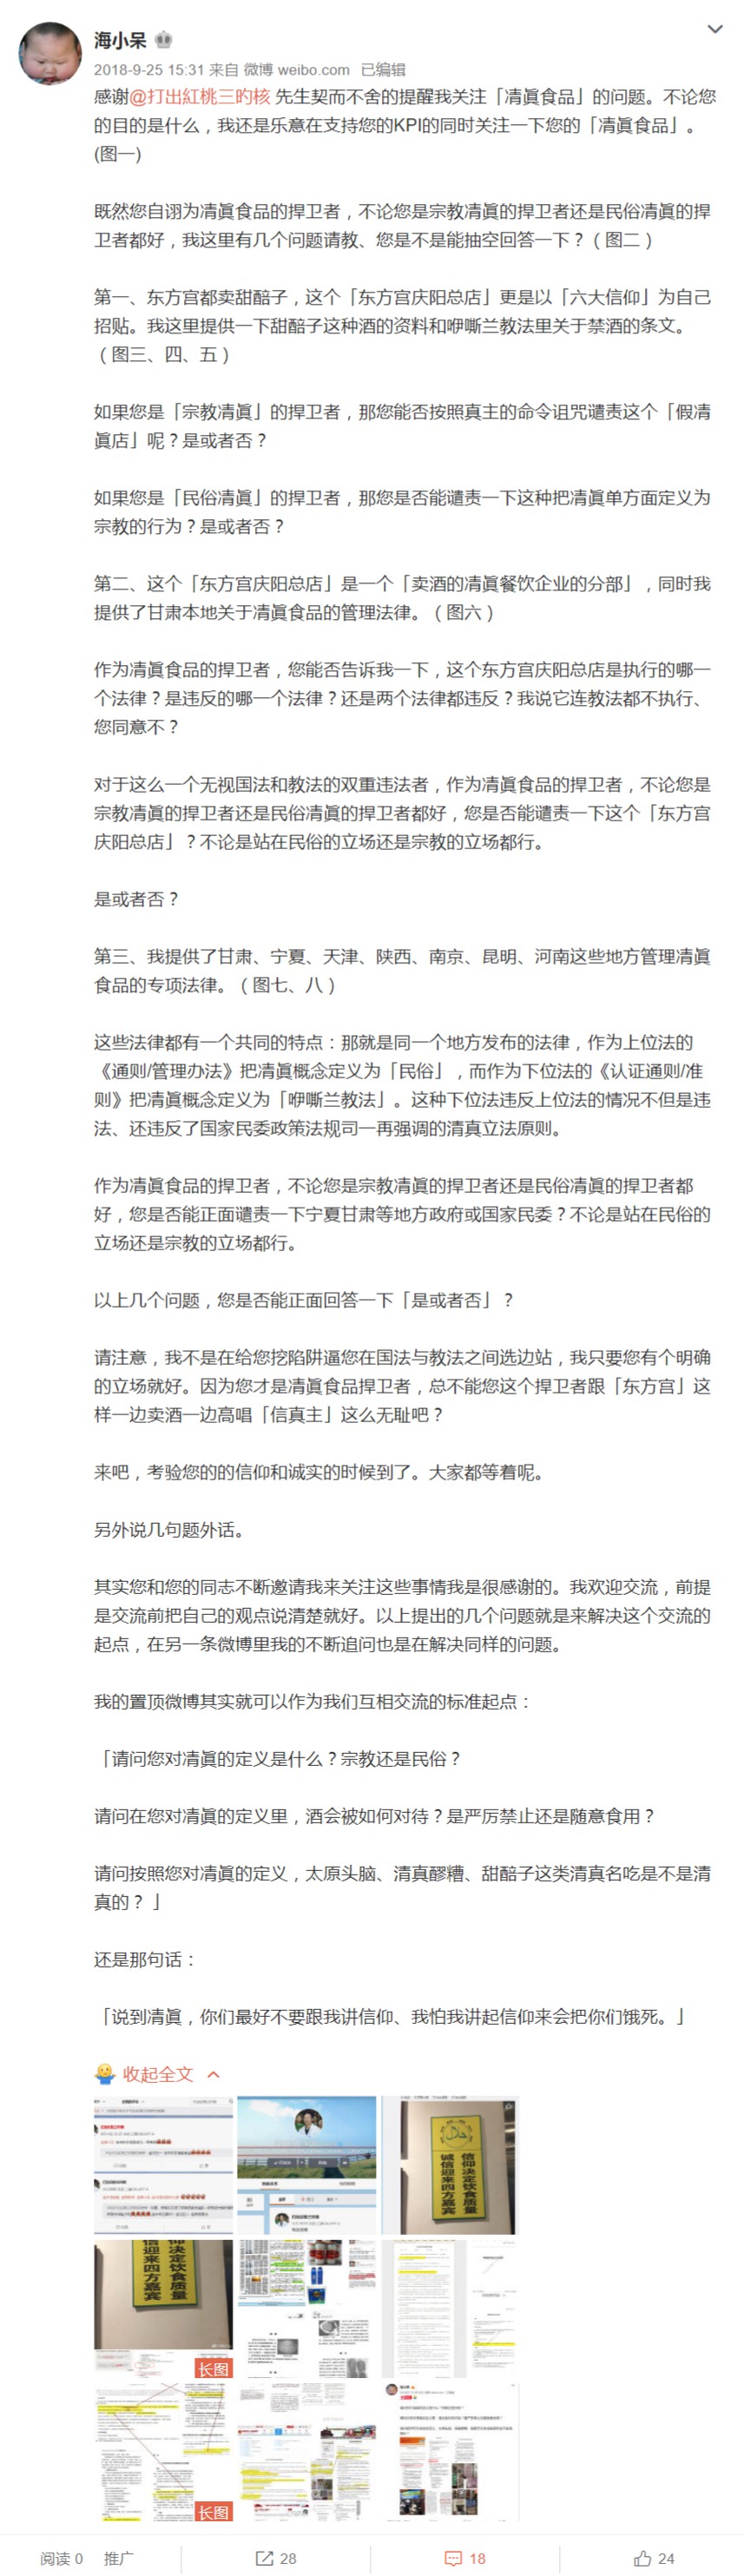 海小呆
2018-9-25 15:31 来自 微博 weibo.com 已编辑
感谢@打出紅桃三旳核 先生契而不舍的提醒我关注「清眞食品」的问题。不论您
的目的是什么，我还是乐意在支持您的KPI的同时关注一下您的「清眞食品」。
(图一)
既然您自诩为清眞食品的捍卫者，不论您是宗教清眞的捍卫者还是民俗清眞的捍
卫者都好，我这里有几个问题请教、您是不是能抽空回答一下？（图二）
第一、东方宫都卖甜醅子，这个「东方宫庆阳总店」更是以「六大信仰」为自己
招贴。我这里提供一下甜醅子这种酒的资料和咿嘶兰教法里关于禁酒的条文。
（图三、四、五）
如果您是「宗教清眞」的捍卫者，那您能否按照真主的命令诅咒谴责这个「假清
眞店」呢？是或者否？
如果您是「民俗清眞」的捍卫者，那您是否能谴责一下这种把清眞单方面定义为
宗教的行为？是或者否？
第二、这个「东方宫庆阳总店」是一个「卖酒的清眞餐饮企业的分部」，同时我
提供了甘肃本地关于清眞食品的管理法律。（图六）
作为清眞食品的捍卫者，您能否告诉我一下，这个东方宫庆阳总店是执行的哪一
个法律？是违反的哪一个法律？还是两个法律都违反？我说它连教法都不执行、
您同意不？
对于这么一个无视国法和教法的双重违法者，作为清眞食品的捍卫者，不论您是
宗教清眞的捍卫者还是民俗清眞的捍卫者都好，您是否能谴责一下这个「东方宫
庆阳总店」？不论是站在民俗的立场还是宗教的立场都行。
是或者否？
第三、我提供了甘肃、宁夏、天津、陕西、南京、昆明、河南这些地方管理清眞
食品的专项法律。（图七、八）
这些法律都有一个共同的特点：那就是同一个地方发布的法律，作为上位法的
《通则/管理办法》把清眞概念定义为「民俗」，而作为下位法的《认证通则/准
则》把清眞概念定义为「咿嘶兰教法」。这种下位法违反上位法的情况不但是违
法、还违反了国家民委政策法规司一再强调的清真立法原则。
作为清眞食品的捍卫者，不论您是宗教清眞的捍卫者还是民俗清眞的捍卫者都
好，您是否能正面谴责一下宁夏甘肃等地方政府或国家民委？不论是站在民俗的
立场还是宗教的立场都行。
以上几个问题，您是否能正面回答一下「是或者否」？
请注意，我不是在给您挖陷阱逼您在国法与教法之间选边站，我只要您有个明确
的立场就好。因为您才是清眞食品捍卫者，总不能您这个捍卫者跟「东方宫」这
样一边卖酒一边高唱「信真主」这么无耻吧？
来吧，考验您的的信仰和诚实的时候到了。大家都等着呢。
另外说几句题外话。
其实您和您的同志不断邀请我来关注这些事情我是很感谢的。我欢迎交流，前提
是交流前把自己的观点说清楚就好。以上提出的几个问题就是来解决这个交流的
起点，在另一条微博里我的不断追问也是在解决同样的问题。
我的置顶微博其实就可以作为我们互相交流的标准起点：
「请问您对清眞的定义是什么？宗教还是民俗？
请问在您对清眞的定义里，酒会被如何对待？是严厉禁止还是随意食用？
请问按照您对清眞的定义，太原头脑、清真醪糟、甜醅子这类清真名吃是不是清
真的？」
还是那句话：
「说到清眞，你们最好不要跟我讲信仰、我怕我讲起信仰来会把你们饿死。」
收起全文
信仰决定饮食质量
诚信迎来四方嘉宾
仰决定饮食质量
信迎来四方嘉宾
长图
长图
阅读 0 推广 28 18 24